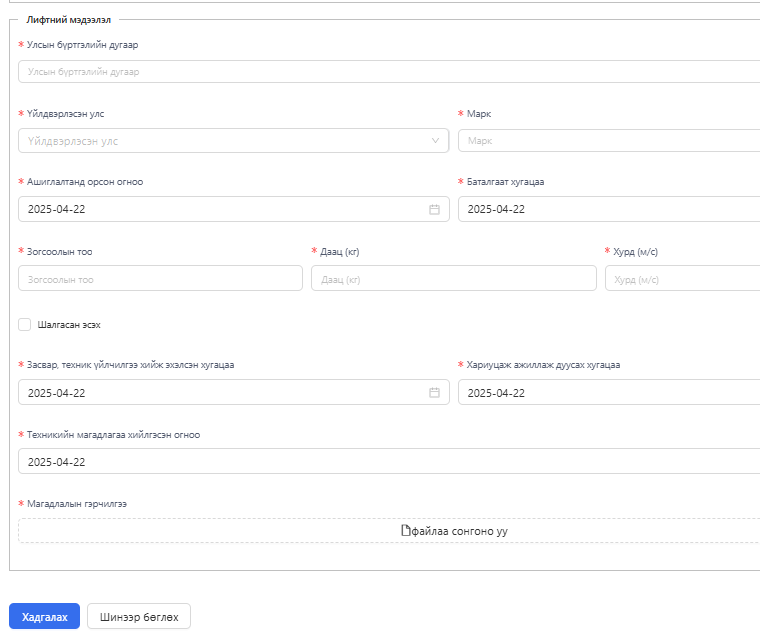 Лифтний мэдээлэл
* Улсын бүртгэлийн дугаар
Улсын бүртгэлийн дугаар
* Үйлдвэрлэсэн улс
* Марк
Үйлдвэрлэсэн улс
Марк
* Ашиглалтанд орсон огноо
* Баталгаат хугацаа
2025-04-22
2025-04-22
* Зогсоолын тоо
* Даац (кг)
* Хурд (м/с)
Зогсоолын тоо
Даац (кг)
Хурд (м/с)
Шалгасан эсэх
* Засвар, техник үйлчилгээ хийж эхэлсэн хугацаа
* Хариуцаж ажиллаж дуусах хугацаа
2025-04-22
2025-04-22
* Техникийн магадлагаа хийлгэсэн огноо
2025-04-22
* Магадлалын гэрчилгээ
файлаа сонгоно уу
Хадгалах
Шинээр бөглөх